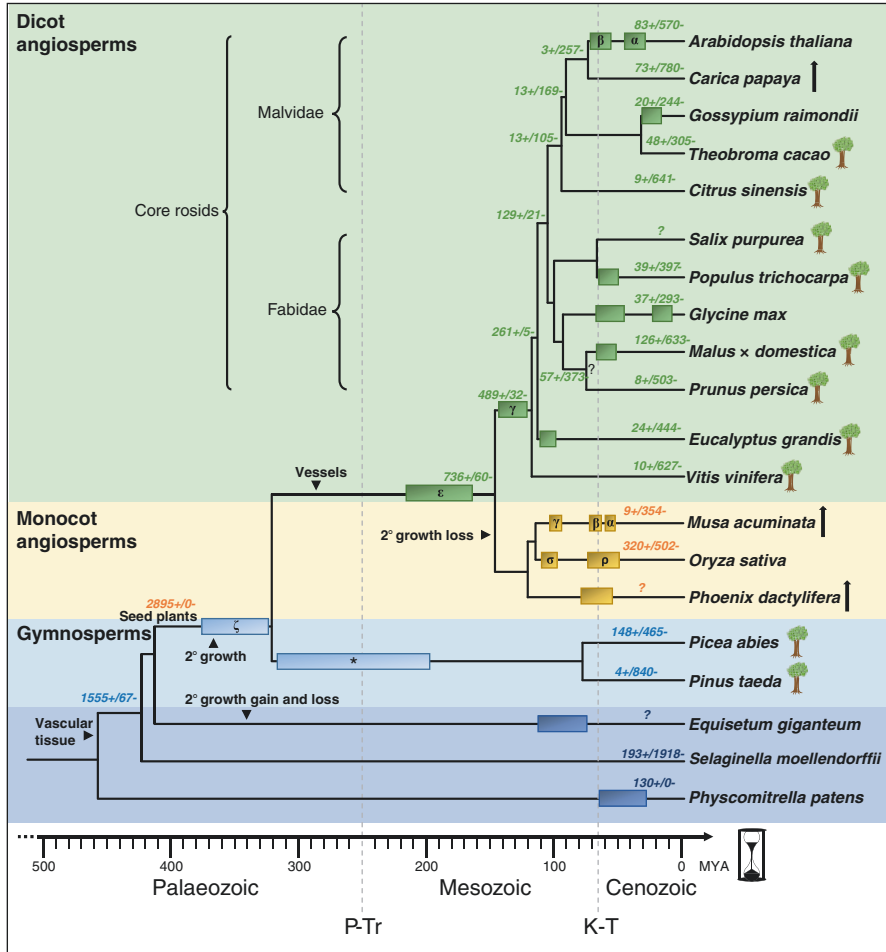 Dicot
angiosperms
83+/570-
β α Arabidopsis thaliana
3+/257-
73+/780-
Carica papaya
13+/169-
20+/244-
Gossypium raimondii
Malvidae
13+/105-
48+/305-
Theobroma cacao
9+/641-
Citrus sinensis
Core rosids
129+/21-
?
Salix purpurea
39+/397-
Populus trichocarpa
Fabidae
37+/293-
Glycine max
261+/5-
126+/633-
Malus × domestica
?
57+/373-
8+/503-
Prunus persica
489+/32-
γ
24+/444-
Eucalyptus grandis
10+/627-
Vitis vinifera
Vessels
736+/60-
ε
Monocot
angiosperms
9+/354-
γ β α Musa acuminata
2° growth loss
320+/502-
σ ρ Oryza sativa
?
Phoenix dactylifera
2895+/0-
Seed plants
ζ
Gymnosperms
2° growth
148+/465-
Picea abies
*
4+/840-
Pinus taeda
1555+/67-
2° growth gain and loss
Vascular
tissue
?
Equisetum giganteum
193+/1918-
Selaginella moellendorffii
130+/0-
Physcomitrella patens
500 400 300 200 100 0 MYA
Palaeozoic Mesozoic Cenozoic
P-Tr K-T